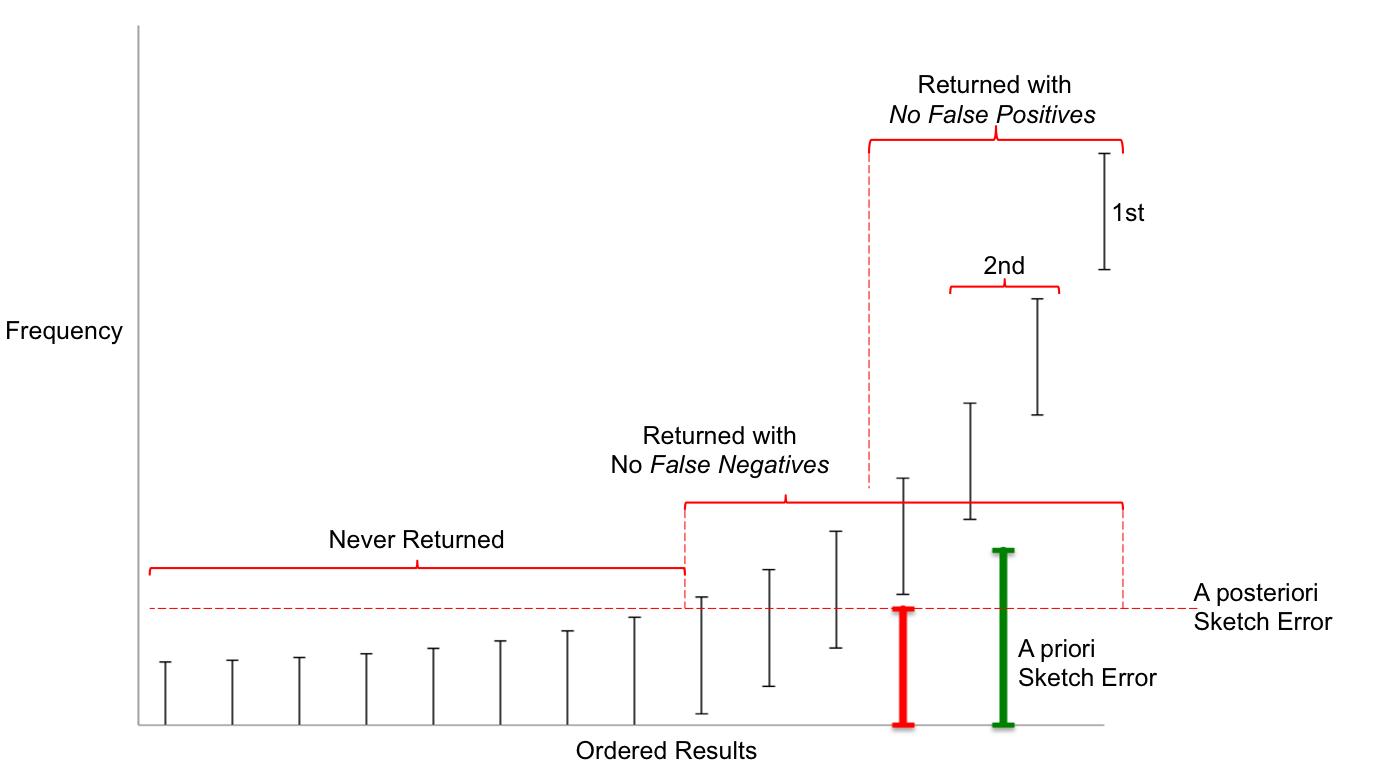 Returned with
No False Positives
1st
2nd
Frequency
Returned with
No False Negatives
Never Returned
A posteriori
Sketch Error
A priori
Sketch Error
Ordered Results